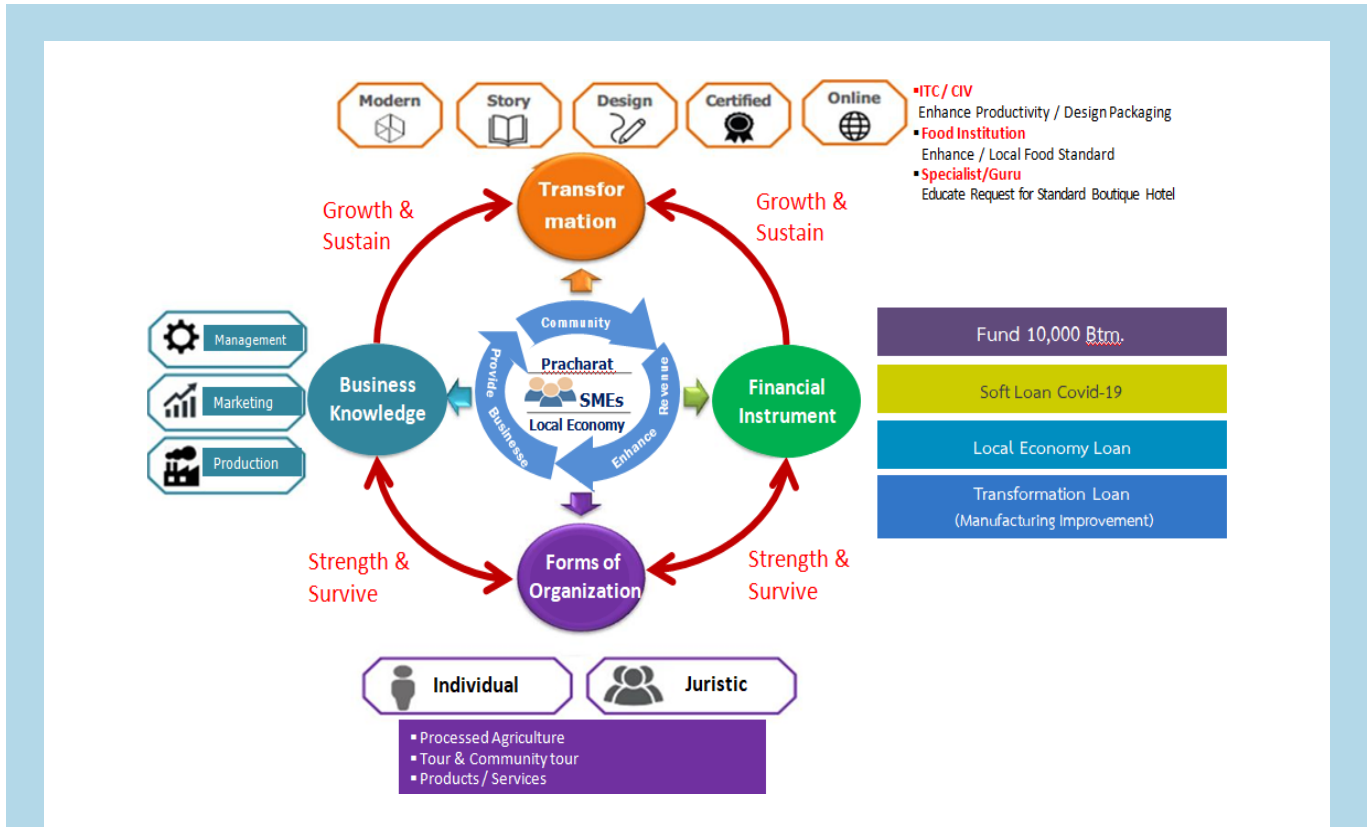 Modern
Story
Design
Certified
Online
▪ITC / CIV
Enhance Productivity / Design Packaging
▪ Food Institution
Enhance / Local Food Standard
▪ Specialist/Guru
Educate Request for Standard Boutique Hotel
Transfor
mation
Growth &
Sustain
Growth &
Sustain
Management
Marketing
Production
Business
Knowledge
Community
Provide Businesse
Enhance Revenue
Pracharat
SMEs
Local Economy
Financial
Instrument
Fund 10,000 Btm.
Soft Loan Covid-19
Local Economy Loan
Transformation Loan
(Manufacturing Improvement)
Strength &
Survive
Strength &
Survive
Forms of
Organization
Individual
Juristic
▪ Processed Agriculture
▪ Tour & Community tour
▪ Products / Services